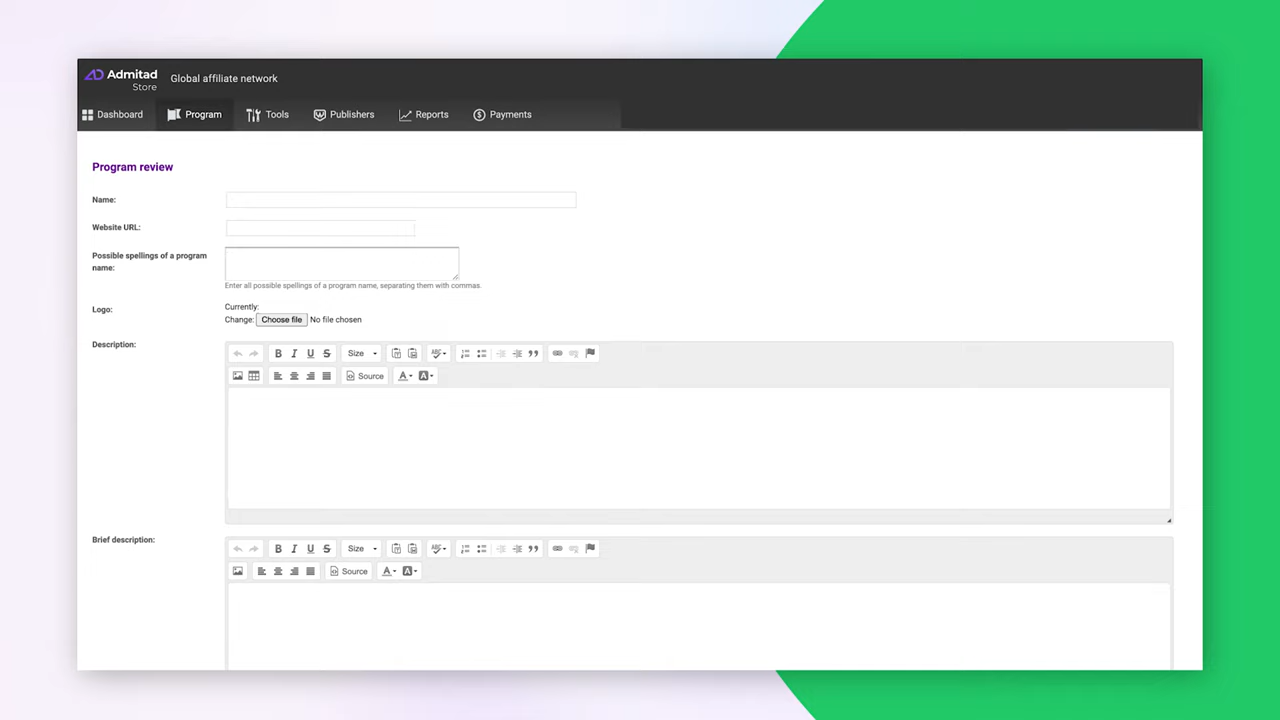 Admitad
Store
Global affiliate network
Dashboard Program Tools Publishers Reports Payments
Program review
Name:
Website URL:
Possible spellings of a program
name:
Enter all possible spellings of a program name, separating them with commas.
Logo:
Currently:
Change: Choose file No file chosen
Description:
B I U S Size ABC
Source A A
Brief description:
B I U S Size ABC
Source A A